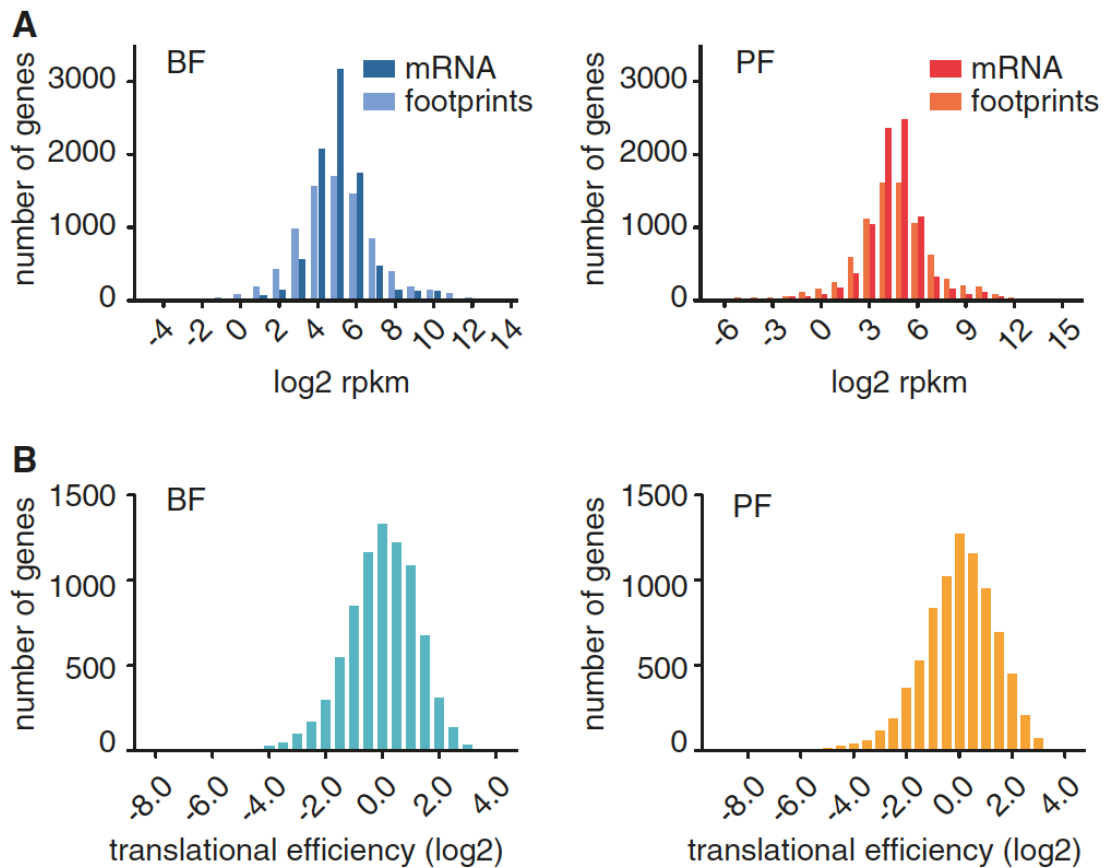 A
BF
mRNA
footprints
number of genes
3000
2000
1000
0
-4 -2 0 2 4 6 8 10 12 14
log2 rpkm
PF
mRNA
footprints
number of genes
3000
2000
1000
0
-6 -3 0 3 6 9 12 15
log2 rpkm
B
BF
number of genes
1500
1000
500
0
-8.0 -6.0 -4.0 -2.0 0.0 2.0 4.0
translational efficiency (log2)
PF
number of genes
1500
1000
500
0
-8.0 -6.0 -4.0 -2.0 0.0 2.0 4.0
translational efficiency (log2)